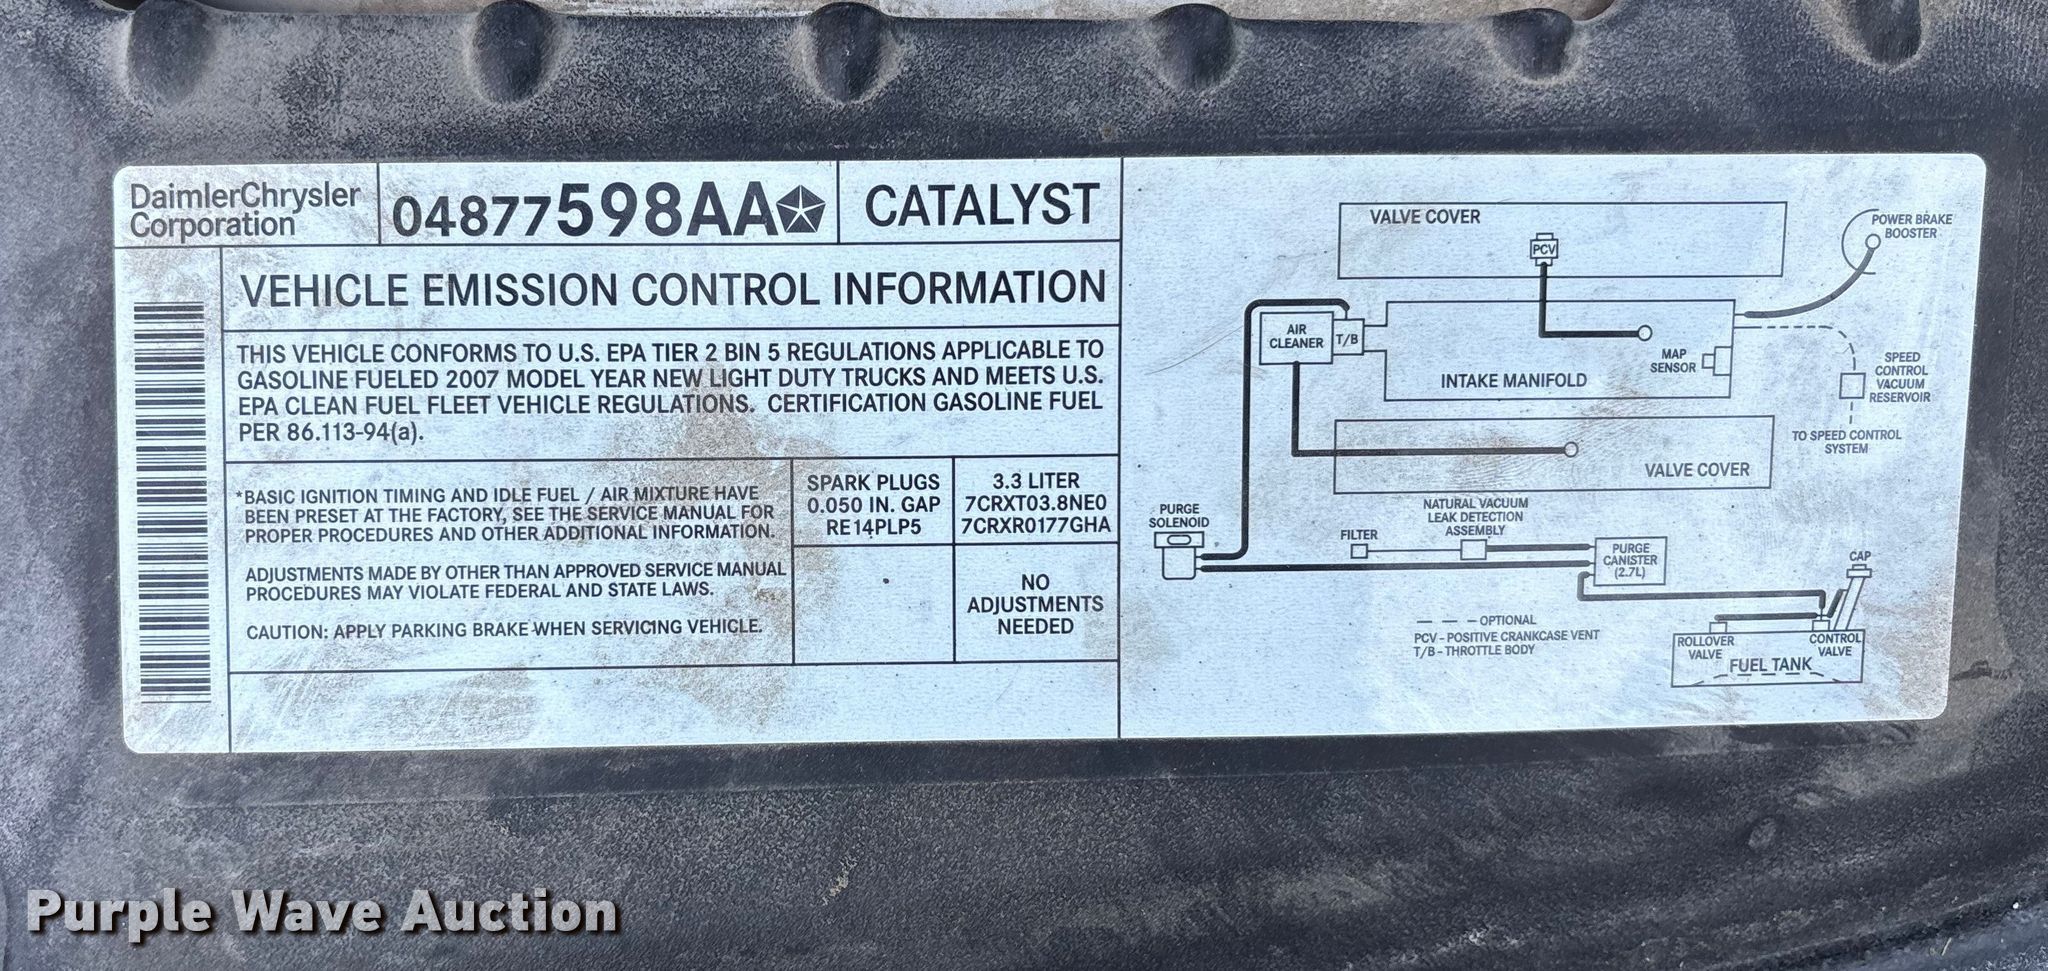 DaimlerChrysler
Corporation
04877598AA
CATALYST
VEHICLE EMISSION CONTROL INFORMATION
THIS VEHICLE CONFORMS TO U.S. EPA TIER 2 BIN 5 REGULATIONS APPLICABLE TO
GASOLINE FUELED 2007 MODEL YEAR NEW LIGHT DUTY TRUCKS AND MEETS U.S.
EPA CLEAN FUEL FLEET VEHICLE REGULATIONS. CERTIFICATION GASOLINE FUEL
PER 86.113-94(a).
*BASIC IGNITION TIMING AND IDLE FUEL / AIR MIXTURE HAVE
BEEN PRESET AT THE FACTORY, SEE THE SERVICE MANUAL FOR
PROPER PROCEDURES AND OTHER ADDITIONAL INFORMATION.
ADJUSTMENTS MADE BY OTHER THAN APPROVED SERVICE MANUAL
PROCEDURES MAY VIOLATE FEDERAL AND STATE LAWS.
CAUTION: APPLY PARKING BRAKE WHEN SERVICING VEHICLE.
SPARK PLUGS
0.050 IN. GAP
RE14PLP5
3.3 LITER
7CRXT03.8NE0
7CRXR0177GHA
NO
ADJUSTMENTS
NEEDED
VALVE COVER
PCV
POWER BRAKE
BOOSTER
AIR
CLEANER
T/B
MAP
SENSOR
INTAKE MANIFOLD
SPEED
CONTROL
VACUUM
RESERVOIR
TO SPEED CONTROL
SYSTEM
VALVE COVER
PURGE
SOLENOID
FILTER
NATURAL VACUUM
LEAK DETECTION
ASSEMBLY
PURGE
CANISTER
(2.7L)
CAP
— — — OPTIONAL
PCV - POSITIVE CRANKCASE VENT
T/B - THROTTLE BODY
ROLLOVER
VALVE
CONTROL
VALVE
FUEL TANK
Purple Wave Auction